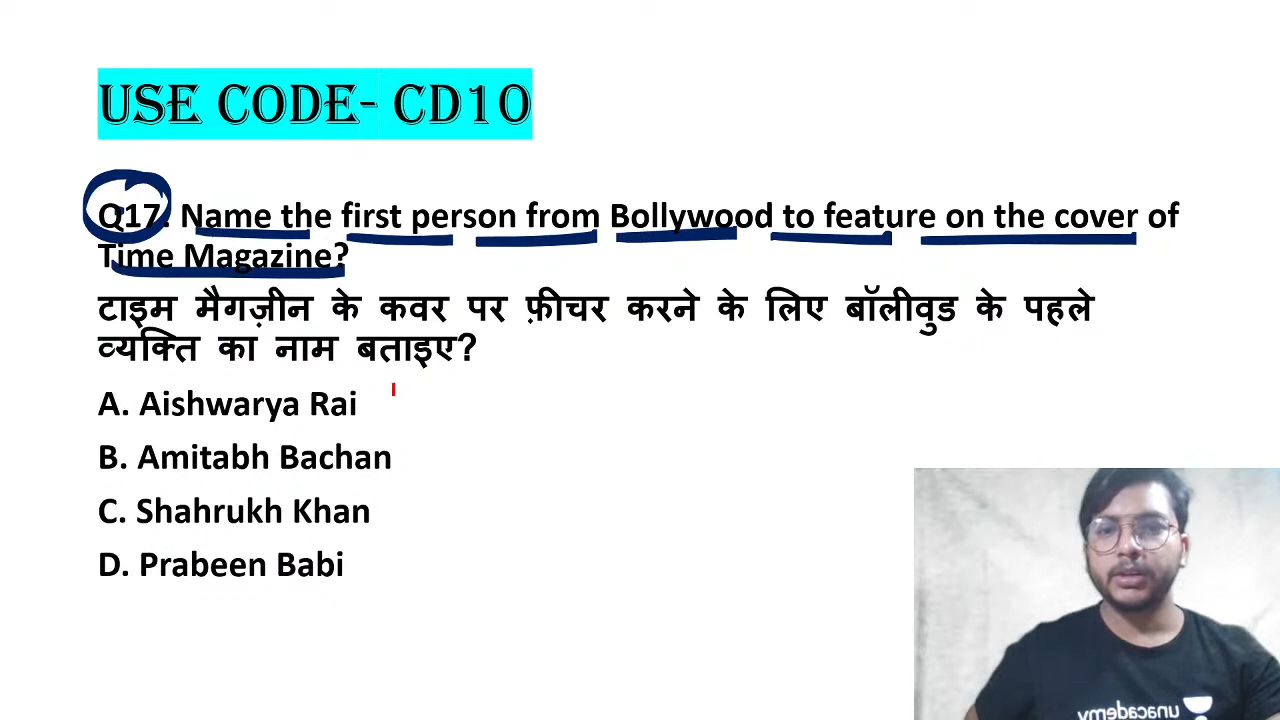 USE CODE- CD10
Q17. Name the first person from Bollywood to feature on the cover of
Time Magazine?
टाइम मैगज़ीन के कवर पर फ़ीचर करने के लिए बॉलीवुड के पहले
व्यक्ति का नाम बताइए?
A. Aishwarya Rai
B. Amitabh Bachan
C. Shahrukh Khan
D. Prabeen Babi
unacademy